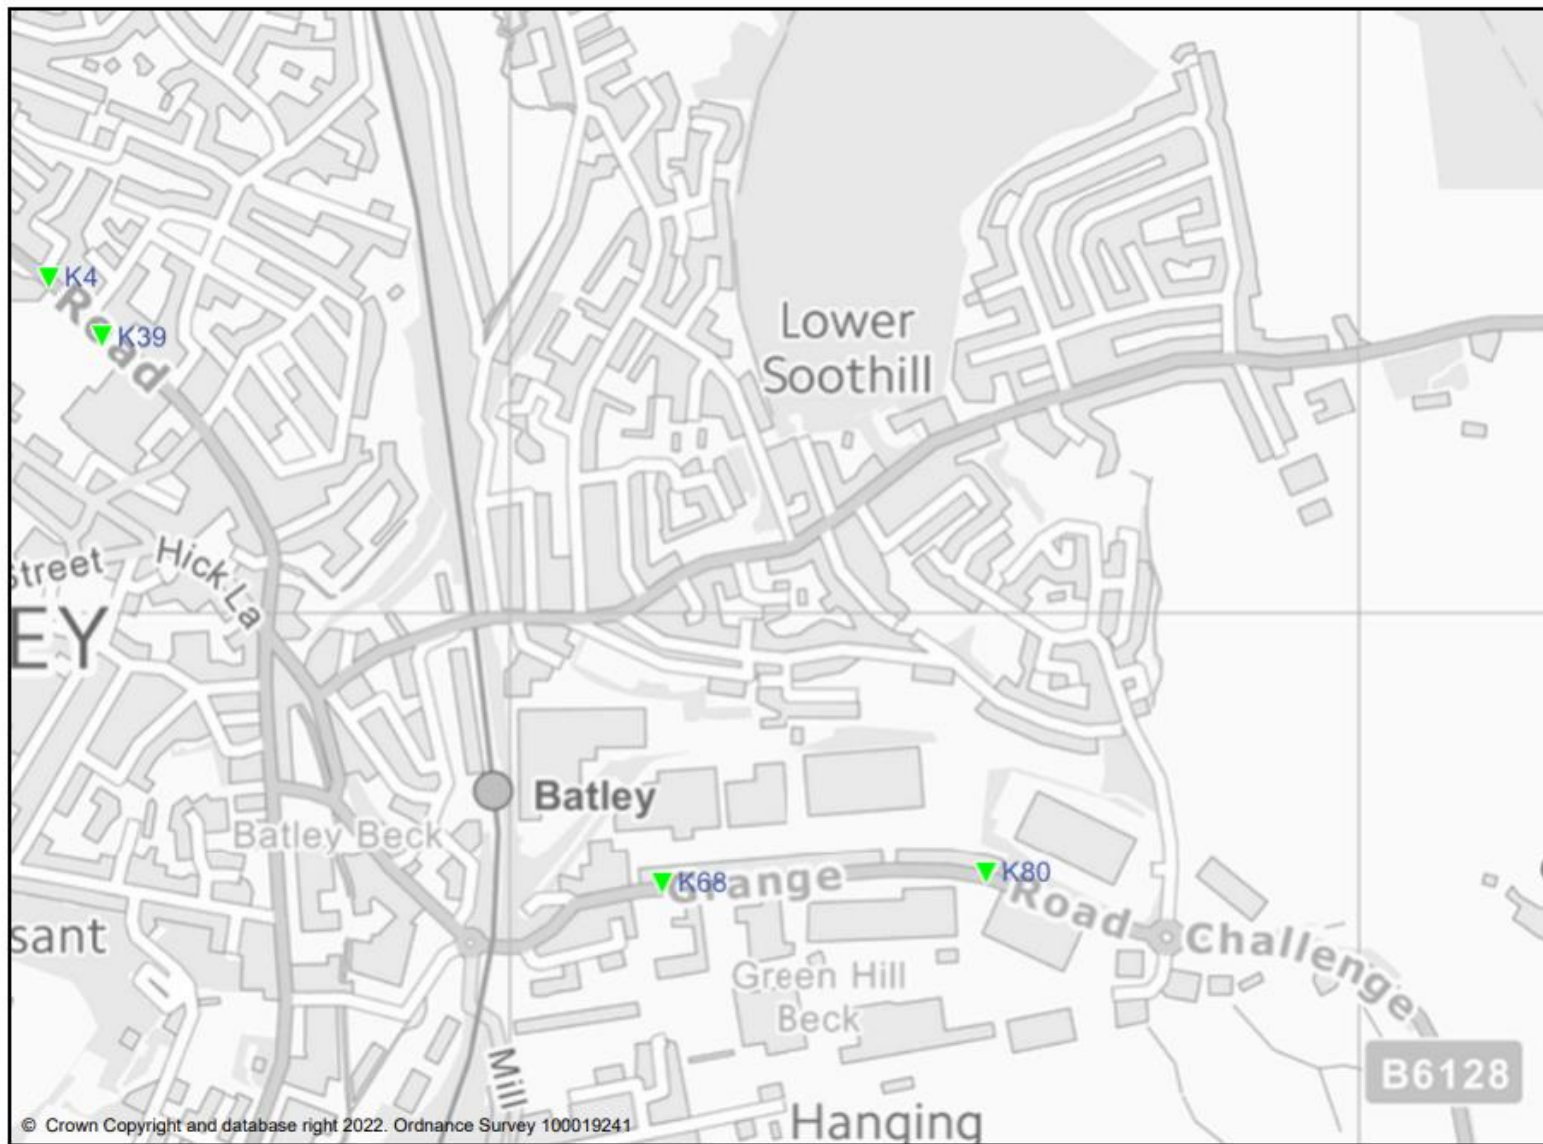 K4
Road
K39
Lower
Soothill
Street
Hick La
EY
Batley
Batley Beck
K68
Grange
K80
Road
Challenge
sant
Green Hill
Beck
B6128
Mill
Hanging
© Crown Copyright and database right 2022. Ordnance Survey 100019241